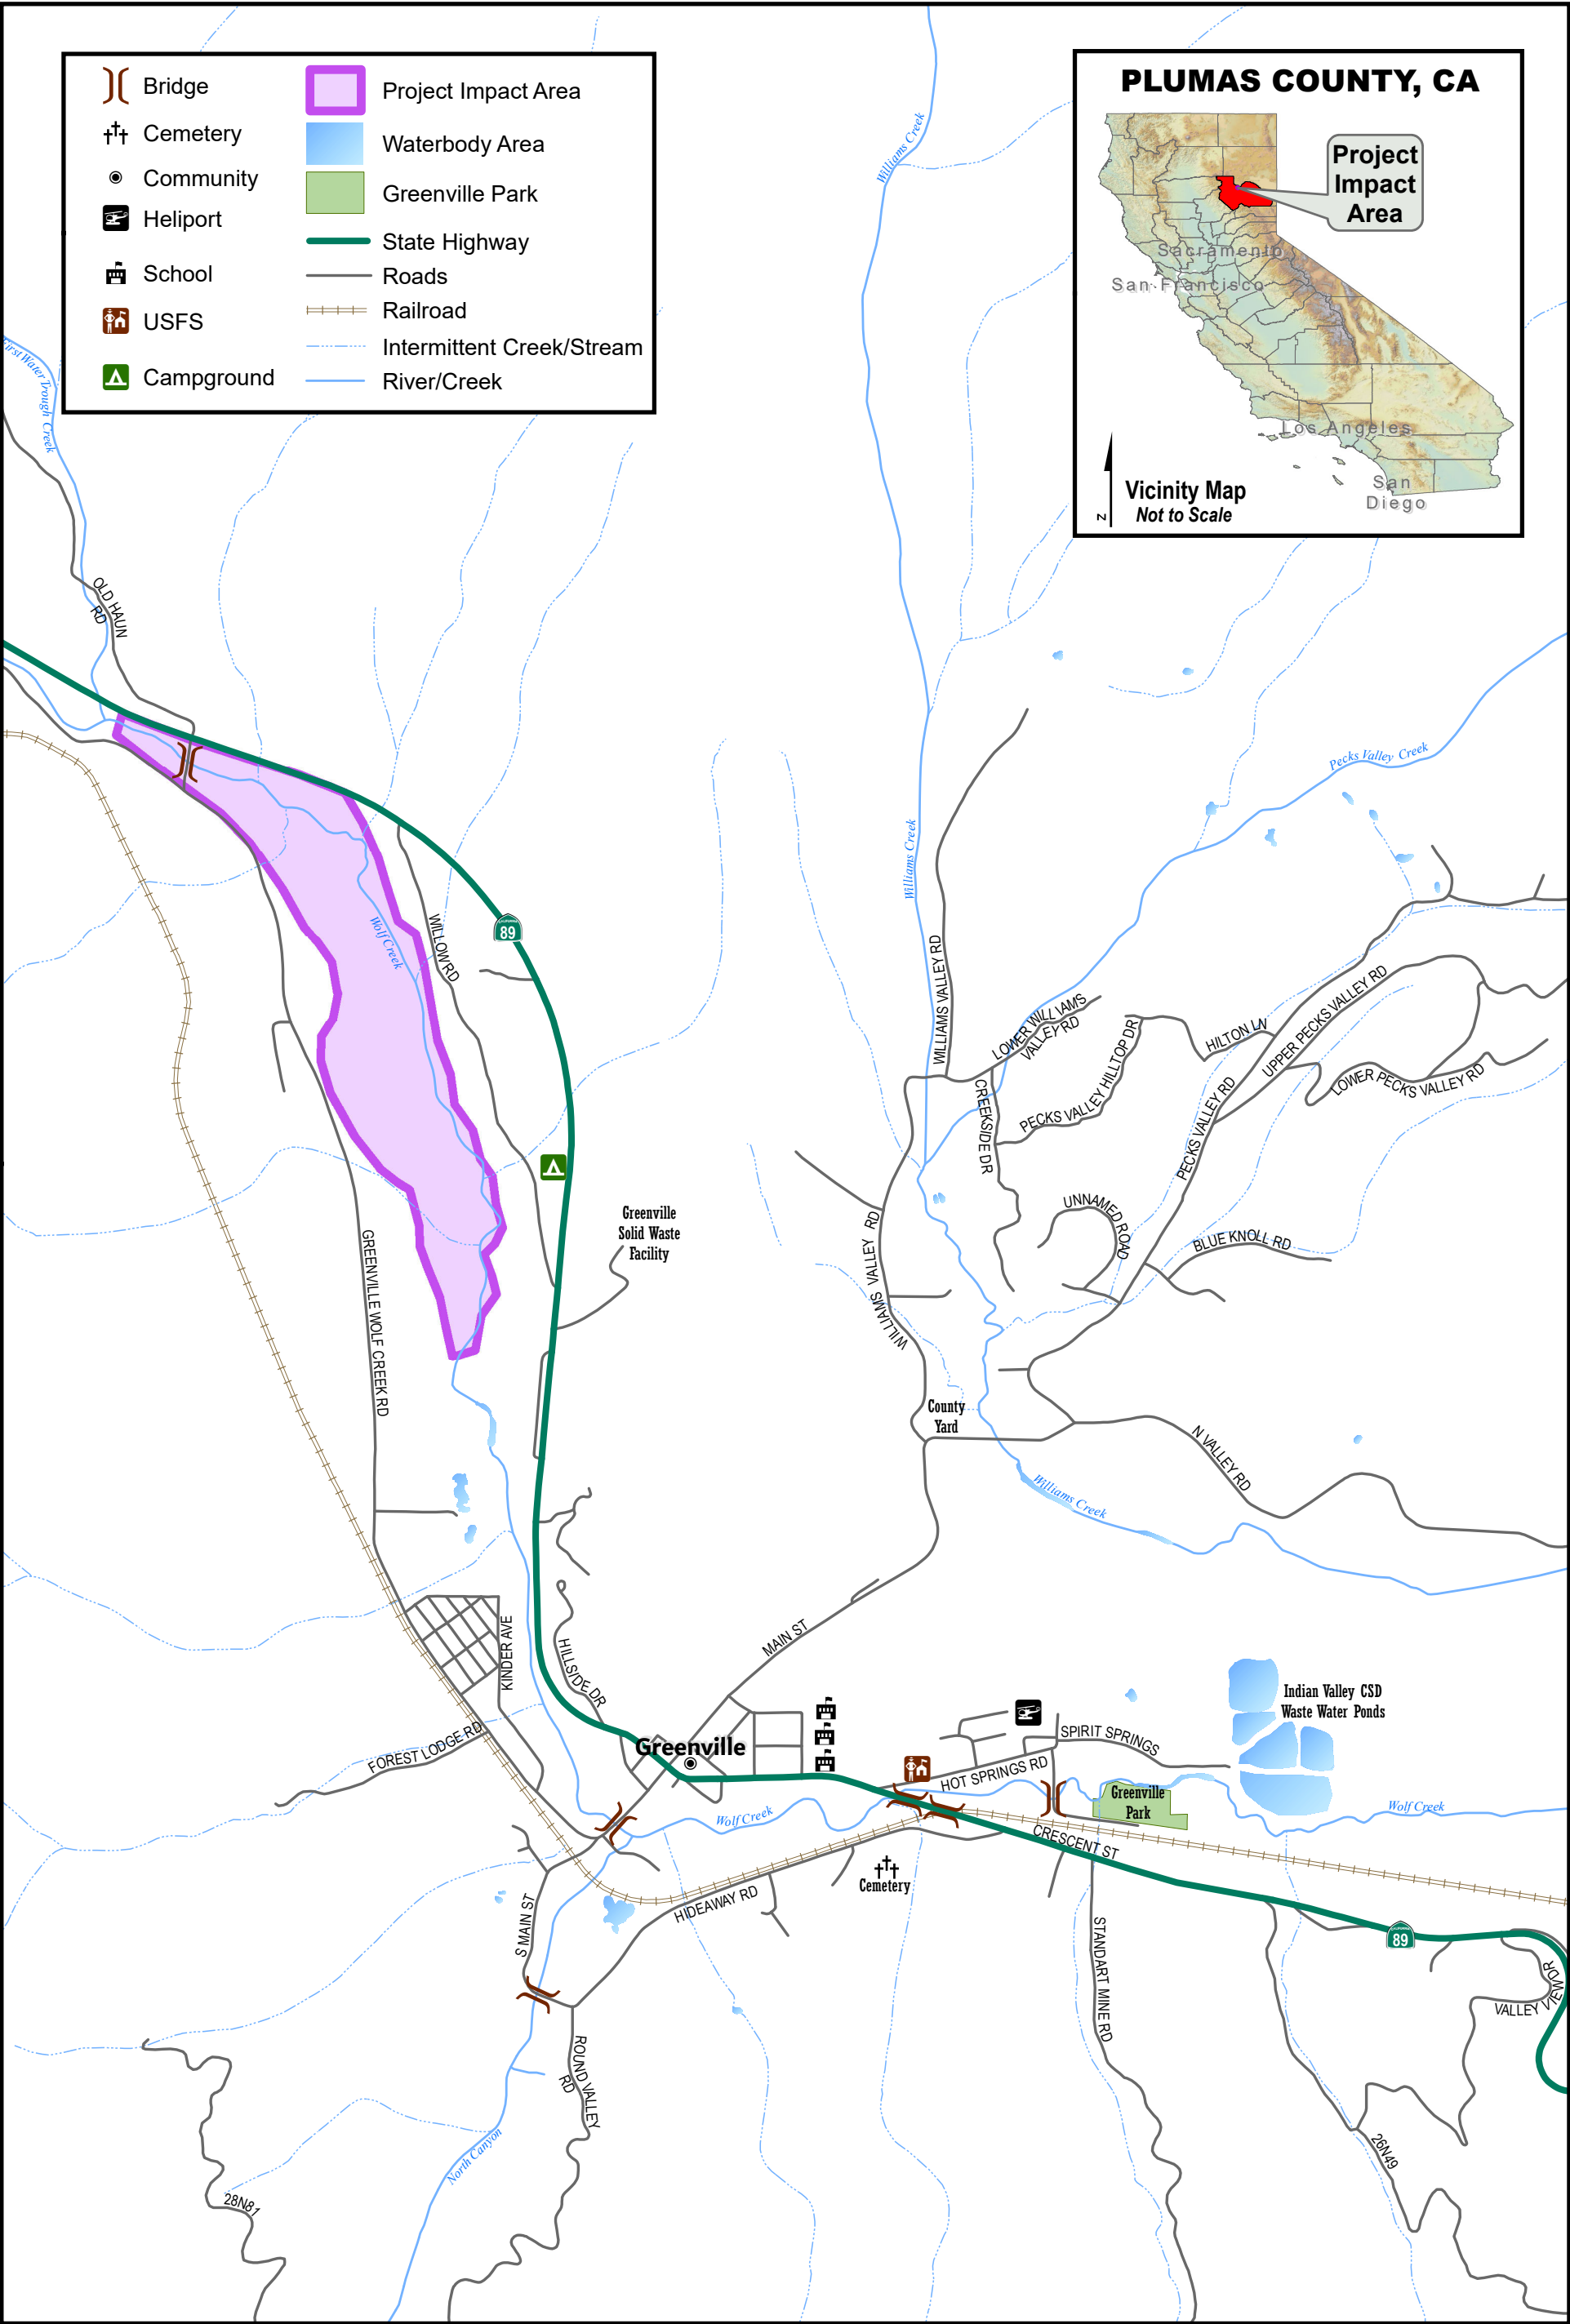 Bridge
Cemetery
Community
Heliport
School
USFS
Campground
Project Impact Area
Waterbody Area
Greenville Park
State Highway
Roads
Railroad
Intermittent Creek/Stream
River/Creek
PLUMAS COUNTY, CA
Project
Impact
Area
Sacramento
San Francisco
Los Angeles
San
Diego
N
Vicinity Map
Not to Scale
Williams Creek
First Water Trough Creek
OLD HAUN
RD
Pecks Valley Creek
Williams Creek
Wolf Creek
WILLOW RD
CALIFORNIA
89
WILLIAMS VALLEY RD
LOWER WILLIAMS
VALLEY RD
HILTON LN
UPPER PECKS VALLEY RD
LOWER PECKS VALLEY RD
PECKS VALLEY HILLTOP DR
CREEKSIDE DR
PECKS VALLEY RD
UNNAMED ROAD
BLUE KNOLL RD
Greenville
Solid Waste
Facility
WILLIAMS VALLEY RD
GREENVILLE WOLF CREEK RD
County
Yard
N VALLEY RD
Williams Creek
KINDER AVE
HILLSIDE DR
MAIN ST
FOREST LODGE RD
Greenville
Indian Valley CSD
Waste Water Ponds
SPIRIT SPRINGS
HOT SPRINGS RD
Greenville
Park
Wolf Creek
Wolf Creek
CRESCENT ST
Cemetery
HIDEAWAY RD
S MAIN ST
STANDART MINE RD
CALIFORNIA
89
VALLEY VIEW DR
ROUND VALLEY
RD
North Canyon
26N49
28N81